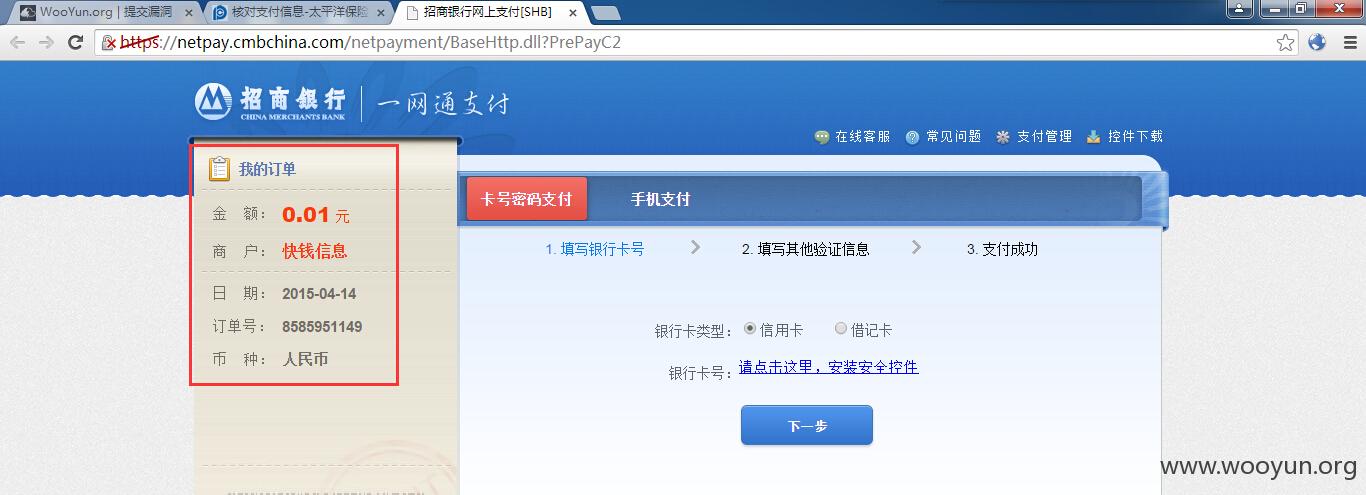 WooYun.org | 提交漏洞
核对支付信息-太平洋保险
招商银行网上支付[SHB]
https://netpay.cmbchina.com/netpayment/BaseHttp.dll?PrePayC2
招商银行 一网通支付
CHINA MERCHANTS BANK
在线客服 常见问题 支付管理 控件下载
我的订单
金 额: 0.01 元
商 户: 快钱信息
日 期: 2015-04-14
订单号: 8585951149
币 种: 人民币
卡号密码支付 手机支付
1. 填写银行卡号 2. 填写其他验证信息 3. 支付成功
银行卡类型: 信用卡 借记卡
银行卡号: 请点击这里，安装安全控件
下一步
www.wooyun.org